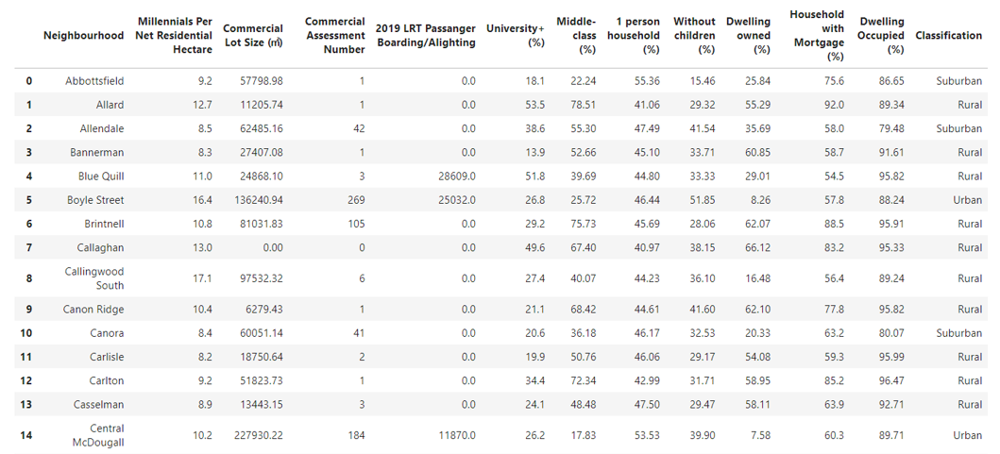 Neighbourhood Millennials Per Net Residential Hectare Commercial Lot Size (㎡) Commercial Assessment Number 2019 LRT Passanger Boarding/Alighting University+ (%) Middle-class (%) 1 person household (%) Without children (%) Dwelling owned (%) Household with Mortgage (%) Dwelling Occupied (%) Classification
0 Abbottsfield 9.2 57798.98 1 0.0 18.1 22.24 55.36 15.46 25.84 75.6 86.65 Suburban
1 Allard 12.7 11205.74 1 0.0 53.5 78.51 41.06 29.32 55.29 92.0 89.34 Rural
2 Allendale 8.5 62485.16 42 0.0 38.6 55.30 47.49 41.54 35.69 58.0 79.48 Suburban
3 Bannerman 8.3 27407.08 1 0.0 13.9 52.66 45.10 33.71 60.85 58.7 91.61 Rural
4 Blue Quill 11.0 24868.10 3 28609.0 51.8 39.69 44.80 33.33 29.01 54.5 95.82 Rural
5 Boyle Street 16.4 136240.94 269 25032.0 26.8 25.72 46.44 51.85 8.26 57.8 88.24 Urban
6 Brintnell 10.8 81031.83 105 0.0 29.2 75.73 45.69 28.06 62.07 88.5 95.91 Rural
7 Callaghan 13.0 0.00 0 0.0 49.6 67.40 40.97 38.15 66.12 83.2 95.33 Rural
8 Callingwood South 17.1 97532.32 6 0.0 27.4 40.07 44.23 36.10 16.48 56.4 89.24 Rural
9 Canon Ridge 10.4 6279.43 1 0.0 21.1 68.42 44.61 41.60 62.10 77.8 95.82 Rural
10 Canora 8.4 60051.14 41 0.0 20.6 36.18 46.17 32.53 20.33 63.2 80.07 Suburban
11 Carlisle 8.2 18750.64 2 0.0 19.9 50.76 46.06 29.17 54.08 59.3 95.99 Rural
12 Carlton 9.2 51823.73 1 0.0 34.4 72.34 42.99 31.71 58.95 85.2 96.47 Rural
13 Casselman 8.9 13443.15 3 0.0 24.1 48.48 47.50 29.47 58.11 63.9 92.71 Rural
14 Central McDougall 10.2 227930.22 184 11870.0 26.2 17.83 53.53 39.90 7.58 60.3 89.71 Urban